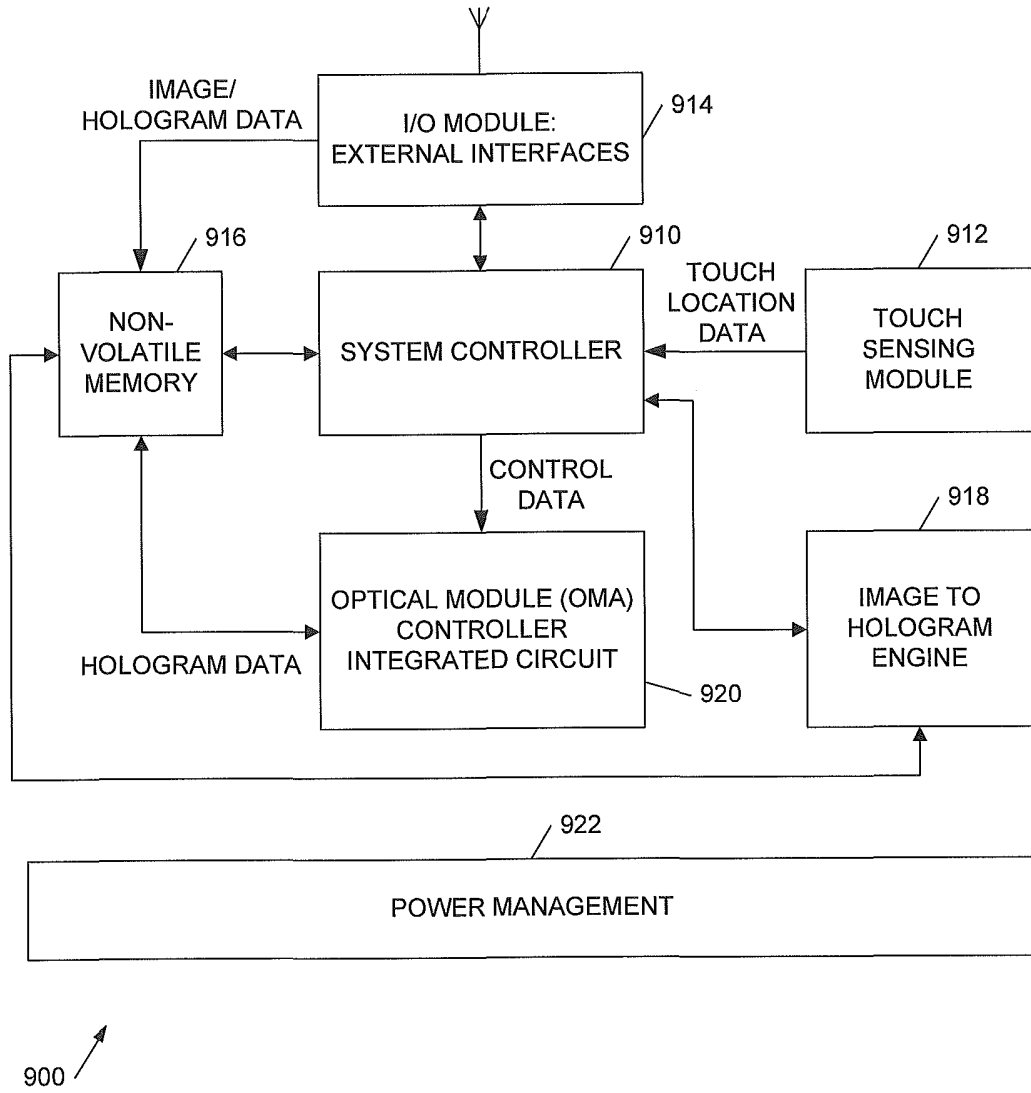 IMAGE/
HOLOGRAM DATA
I/O MODULE:
EXTERNAL INTERFACES
914
916
NON-
VOLATILE
MEMORY
910
SYSTEM CONTROLLER
TOUCH
LOCATION
DATA
912
TOUCH
SENSING
MODULE
CONTROL
DATA
918
OPTICAL MODULE (OMA)
CONTROLLER
INTEGRATED CIRCUIT
920
IMAGE TO
HOLOGRAM
ENGINE
HOLOGRAM DATA
922
POWER MANAGEMENT
900